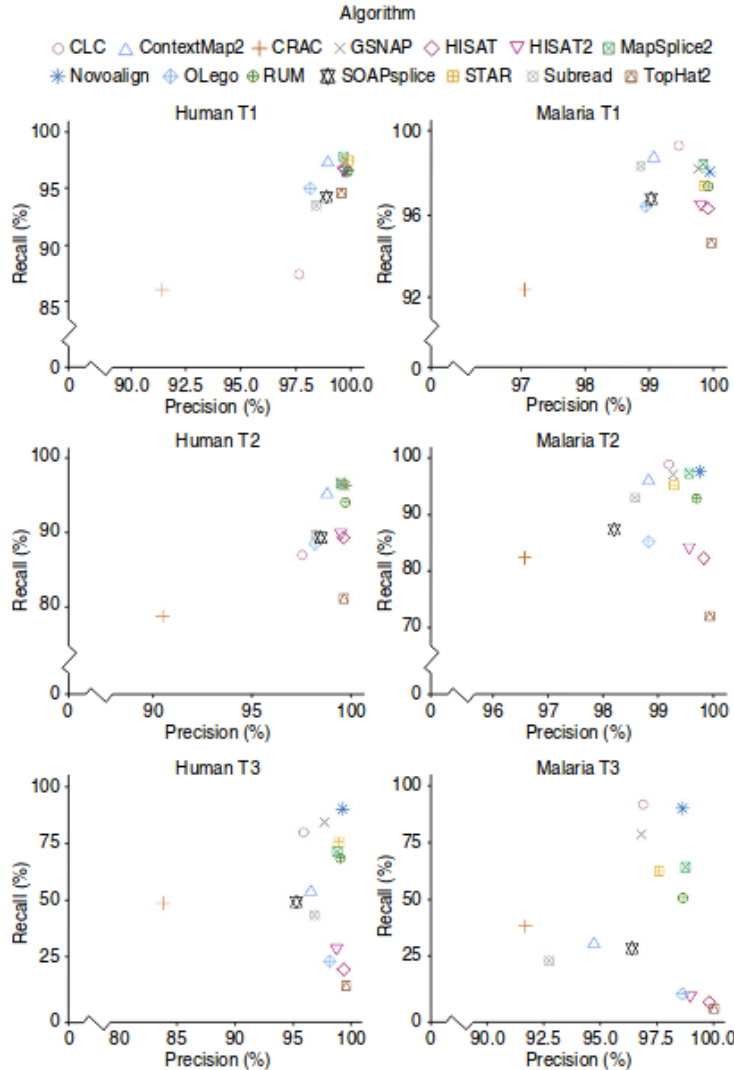 Algorithm
CLC ContextMap2 CRAC GSNAP HISAT HISAT2 MapSplice2
Novoalign OLego RUM SOAPsplice STAR Subread TopHat2
Human T1
Recall (%)
100
95
90
85
0
0 90.0 92.5 95.0 97.5 100.0
Precision (%)
Malaria T1
Recall (%)
100
96
92
0
0 97 98 99 100
Precision (%)
Human T2
Recall (%)
100
90
80
0
0 90 95 100
Precision (%)
Malaria T2
Recall (%)
100
90
80
70
0
0 96 97 98 99 100
Precision (%)
Human T3
Recall (%)
100
75
50
25
0
0 80 85 90 95 100
Precision (%)
Malaria T3
Recall (%)
100
75
50
25
0
0 90.0 92.5 95.0 97.5 100.0
Precision (%)